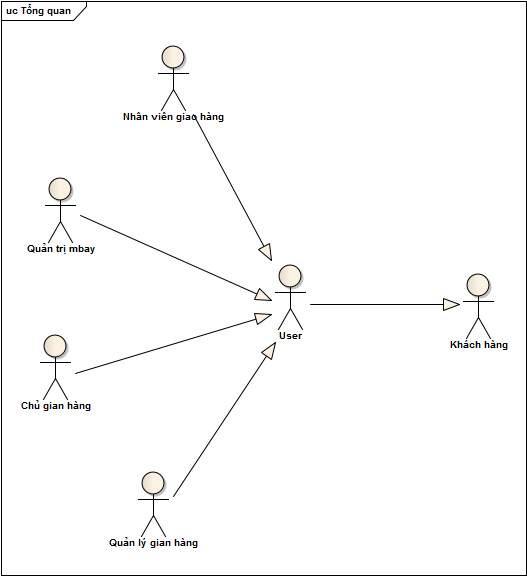 uc Tổng quan
Nhân viên giao hàng
Quản trị mbay
User
Khách hàng
Chủ gian hàng
Quản lý gian hàng